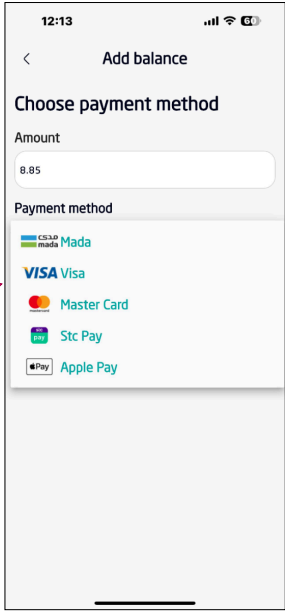 12:13
60
Add balance
Choose payment method
Amount
8.85
Payment method
مدى
mada Mada
VISA Visa
mastercard Master Card
stc
pay Stc Pay
Pay Apple Pay